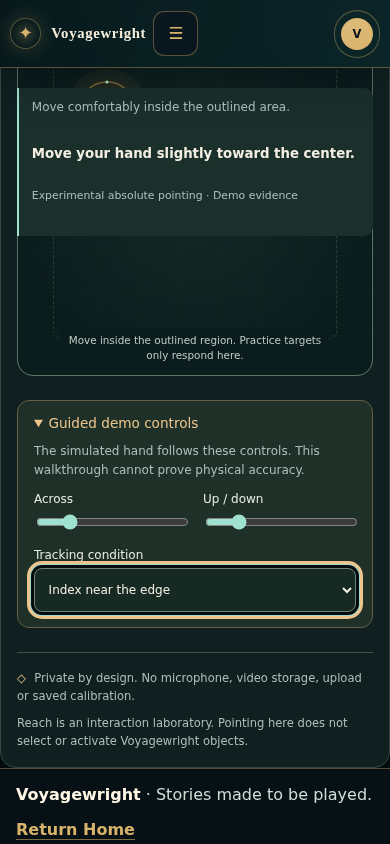 Voyagewright
V
Move comfortably inside the outlined area.
Move your hand slightly toward the center.
Experimental absolute pointing · Demo evidence
Move inside the outlined region. Practice targets
only respond here.
Guided demo controls
The simulated hand follows these controls. This
walkthrough cannot prove physical accuracy.
Across
Up / down
Tracking condition
Index near the edge
Private by design. No microphone, video storage, upload
or saved calibration.
Reach is an interaction laboratory. Pointing here does not
select or activate Voyagewright objects.
Voyagewright · Stories made to be played.
Return Home